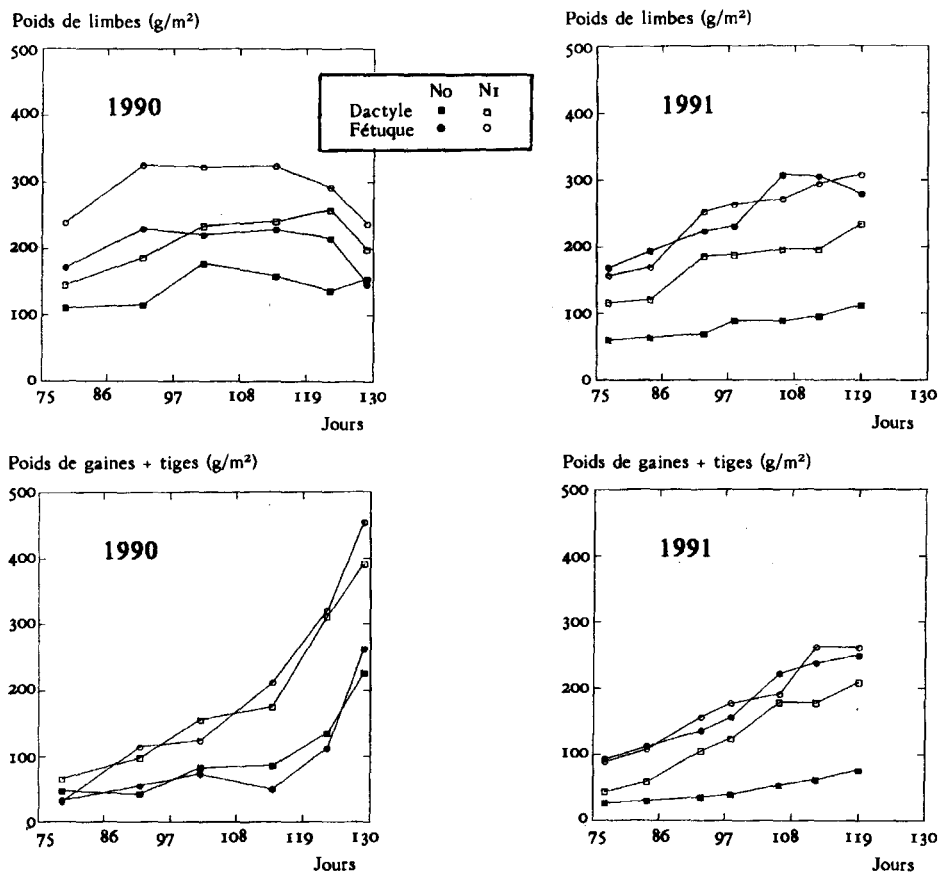 Poids de limbes (g/m²)
500
400
300
200
100
0
1990
75 86 97 108 119 130
Jours
No N1
Dactyle
Fétuque
Poids de limbes (g/m²)
500
400
300
200
100
0
1991
75 86 97 108 119 130
Jours
Poids de gaines + tiges (g/m²)
500
400
300
200
100
0
1990
75 86 97 108 119 130
Jours
Poids de gaines + tiges (g/m²)
500
400
300
200
100
0
1991
75 86 97 108 119 130
Jours